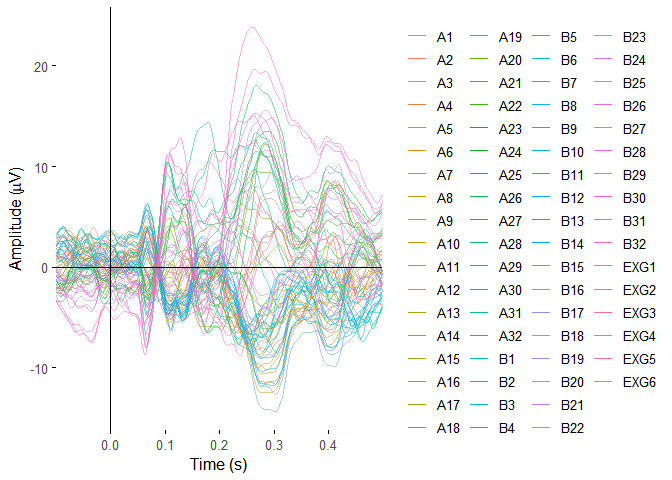 20
10
0
-10
Amplitude (µV)
0.0 0.1 0.2 0.3 0.4
Time (s)
A1 A19 B5 B23
A2 A20 B6 B24
A3 A21 B7 B25
A4 A22 B8 B26
A5 A23 B9 B27
A6 A24 B10 B28
A7 A25 B11 B29
A8 A26 B12 B30
A9 A27 B13 B31
A10 A28 B14 B32
A11 A29 B15 EXG1
A12 A30 B16 EXG2
A13 A31 B17 EXG3
A14 A32 B18 EXG4
A15 B1 B19 EXG5
A16 B2 B20 EXG6
A17 B3 B21
A18 B4 B22